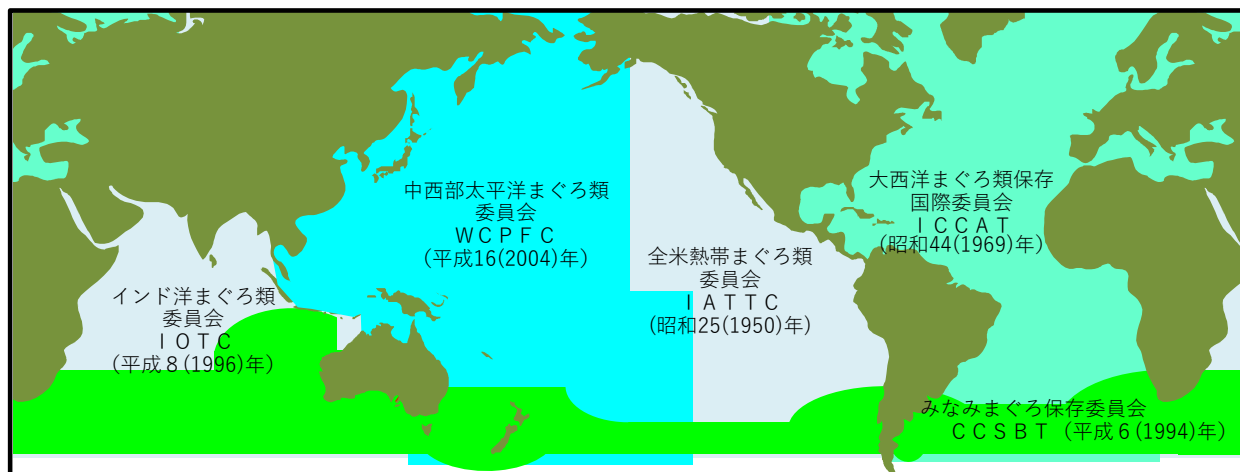 中西部太平洋まぐろ類
委員会
ＷＣＰＦＣ
(平成16(2004)年)
大西洋まぐろ類保存
国際委員会
ＩＣＣＡＴ
(昭和44(1969)年)
全米熱帯まぐろ類
委員会
ＩＡＴＴＣ
(昭和25(1950)年)
インド洋まぐろ類
委員会
ＩＯＴＣ
(平成８(1996)年)
みなみまぐろ保存委員会
ＣＣＳＢＴ (平成６(1994)年)